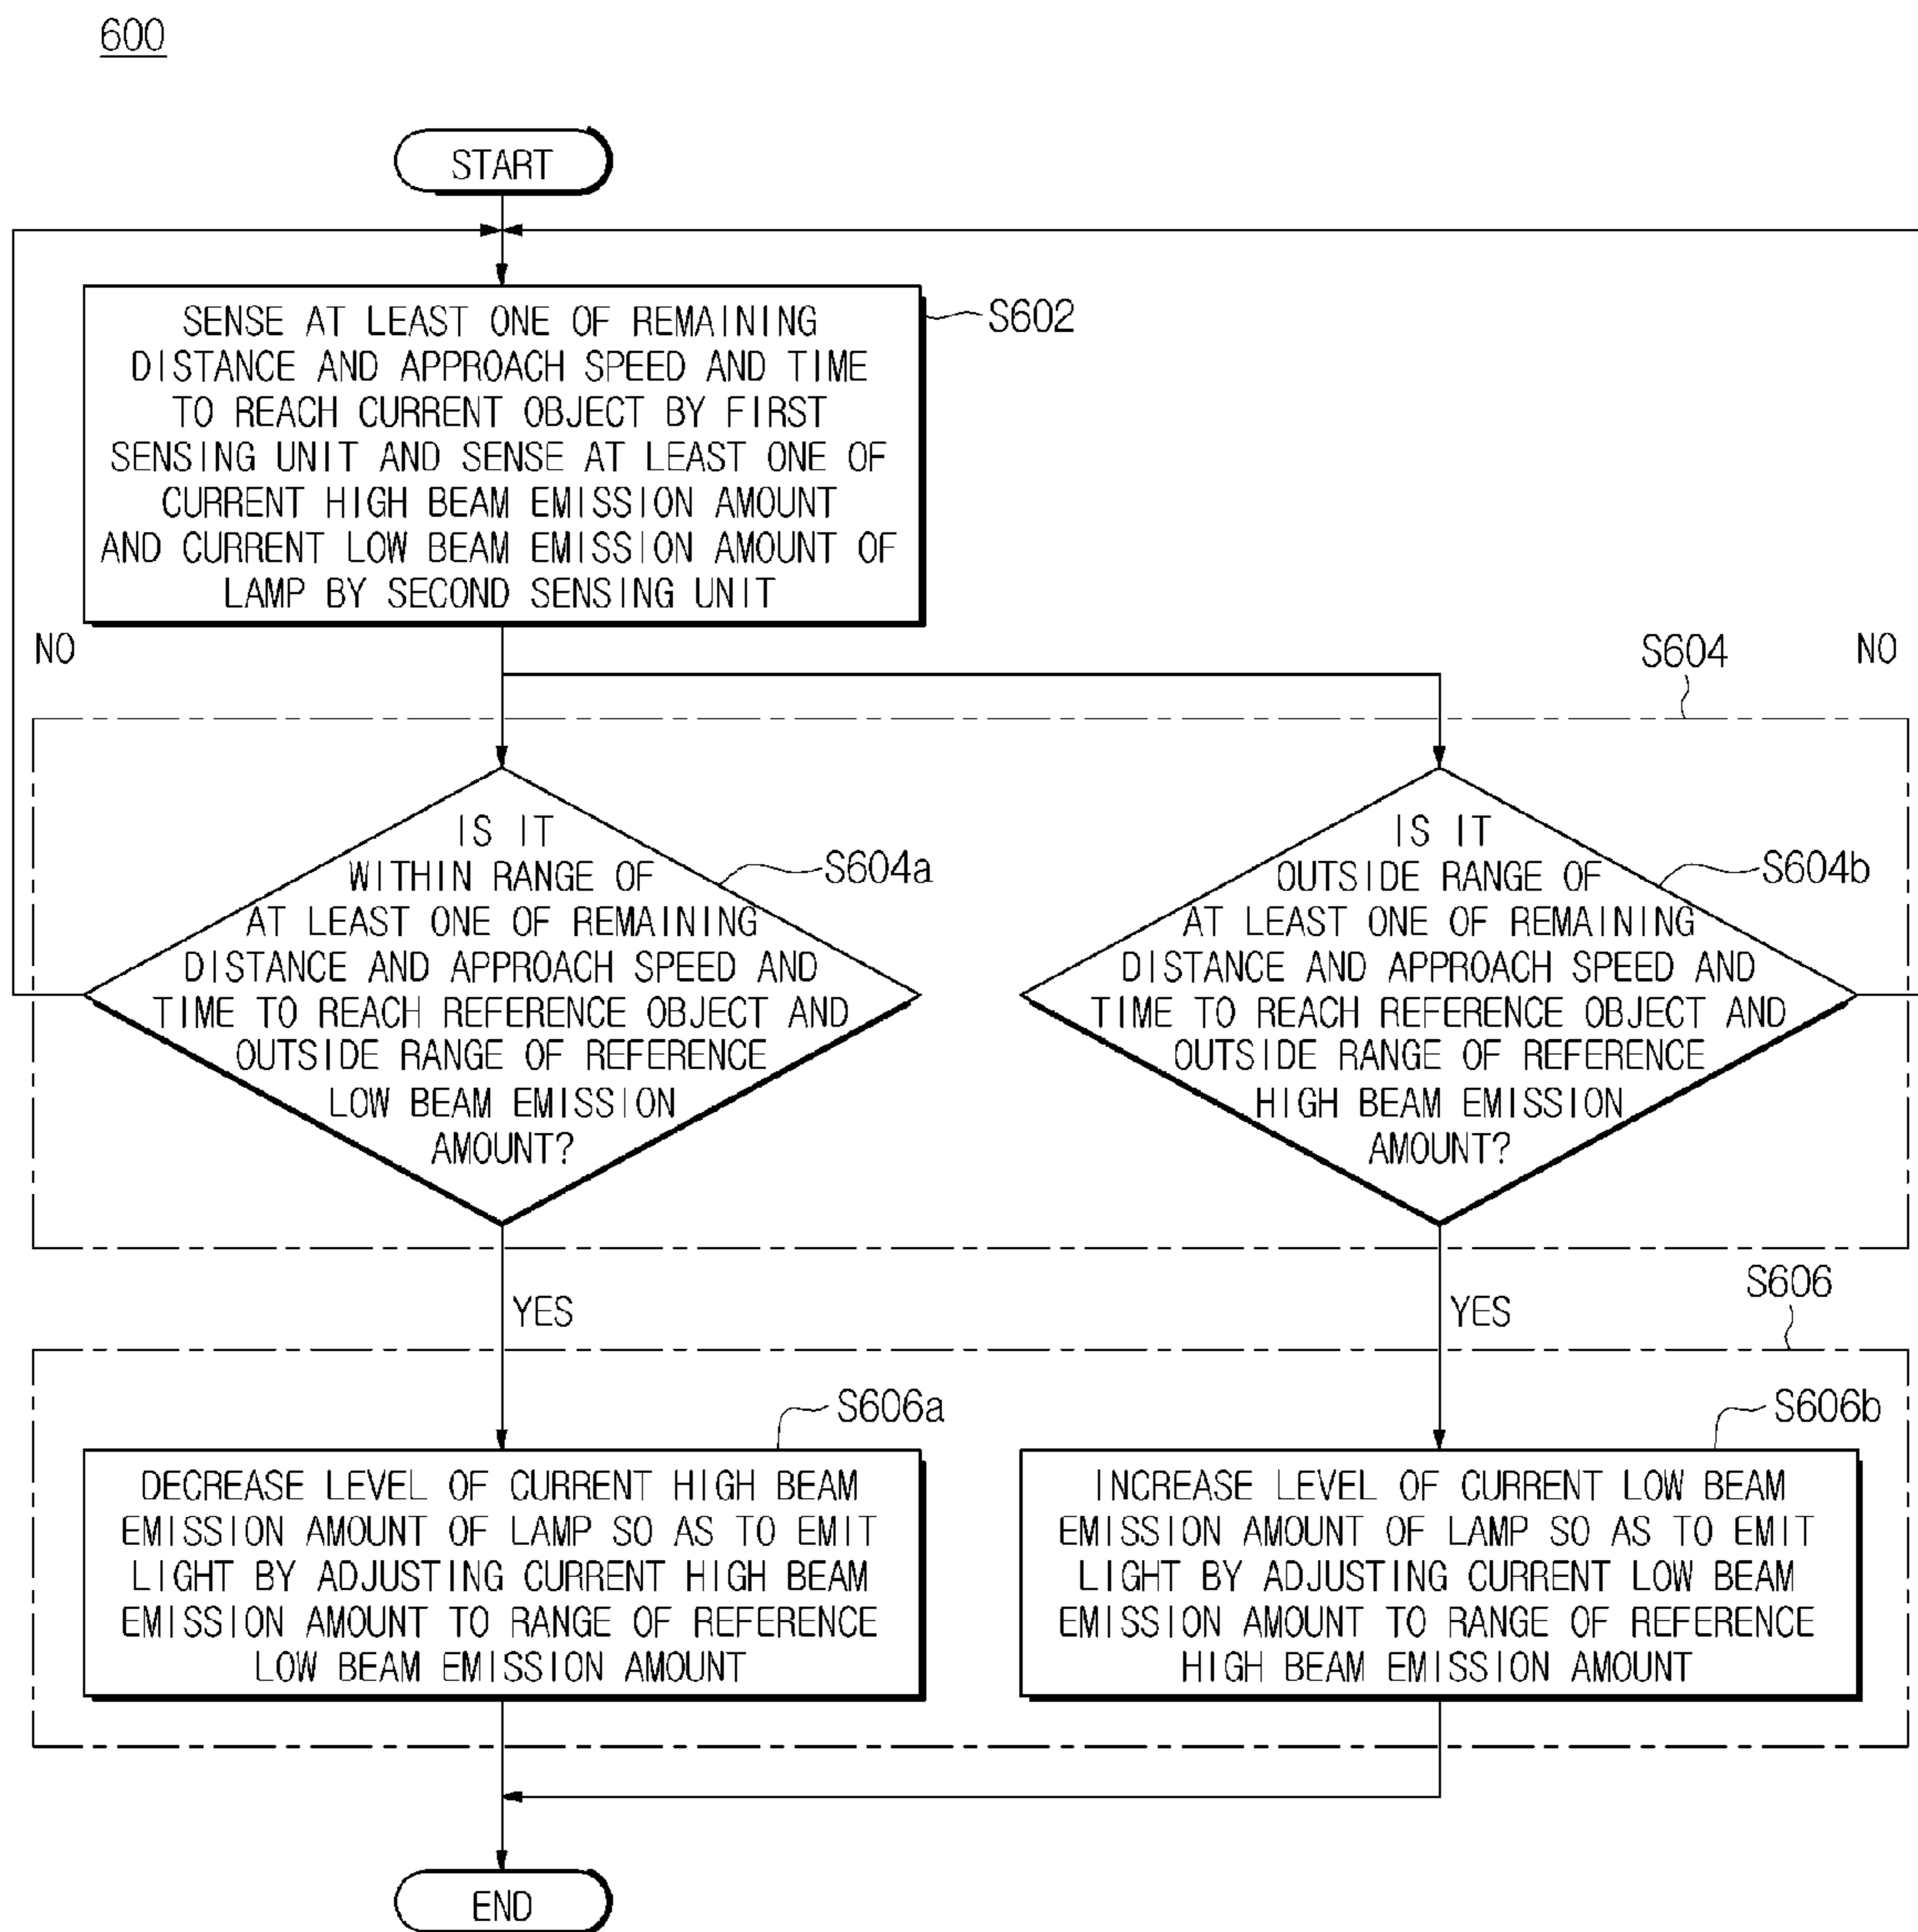 600
START
SENSE AT LEAST ONE OF REMAINING
DISTANCE AND APPROACH SPEED AND TIME
TO REACH CURRENT OBJECT BY FIRST
SENSING UNIT AND SENSE AT LEAST ONE OF
CURRENT HIGH BEAM EMISSION AMOUNT
AND CURRENT LOW BEAM EMISSION AMOUNT OF
LAMP BY SECOND SENSING UNIT
S602
NO
S604
NO
IS IT
WITHIN RANGE OF
AT LEAST ONE OF REMAINING
DISTANCE AND APPROACH SPEED AND
TIME TO REACH REFERENCE OBJECT AND
OUTSIDE RANGE OF REFERENCE
LOW BEAM EMISSION
AMOUNT?
S604a
IS IT
OUTSIDE RANGE OF
AT LEAST ONE OF REMAINING
DISTANCE AND APPROACH SPEED AND
TIME TO REACH REFERENCE OBJECT AND
OUTSIDE RANGE OF REFERENCE
HIGH BEAM EMISSION
AMOUNT?
S604b
YES
YES
S606
S606a
DECREASE LEVEL OF CURRENT HIGH BEAM
EMISSION AMOUNT OF LAMP SO AS TO EMIT
LIGHT BY ADJUSTING CURRENT HIGH BEAM
EMISSION AMOUNT TO RANGE OF REFERENCE
LOW BEAM EMISSION AMOUNT
S606b
INCREASE LEVEL OF CURRENT LOW BEAM
EMISSION AMOUNT OF LAMP SO AS TO EMIT
LIGHT BY ADJUSTING CURRENT LOW BEAM
EMISSION AMOUNT TO RANGE OF REFERENCE
HIGH BEAM EMISSION AMOUNT
END